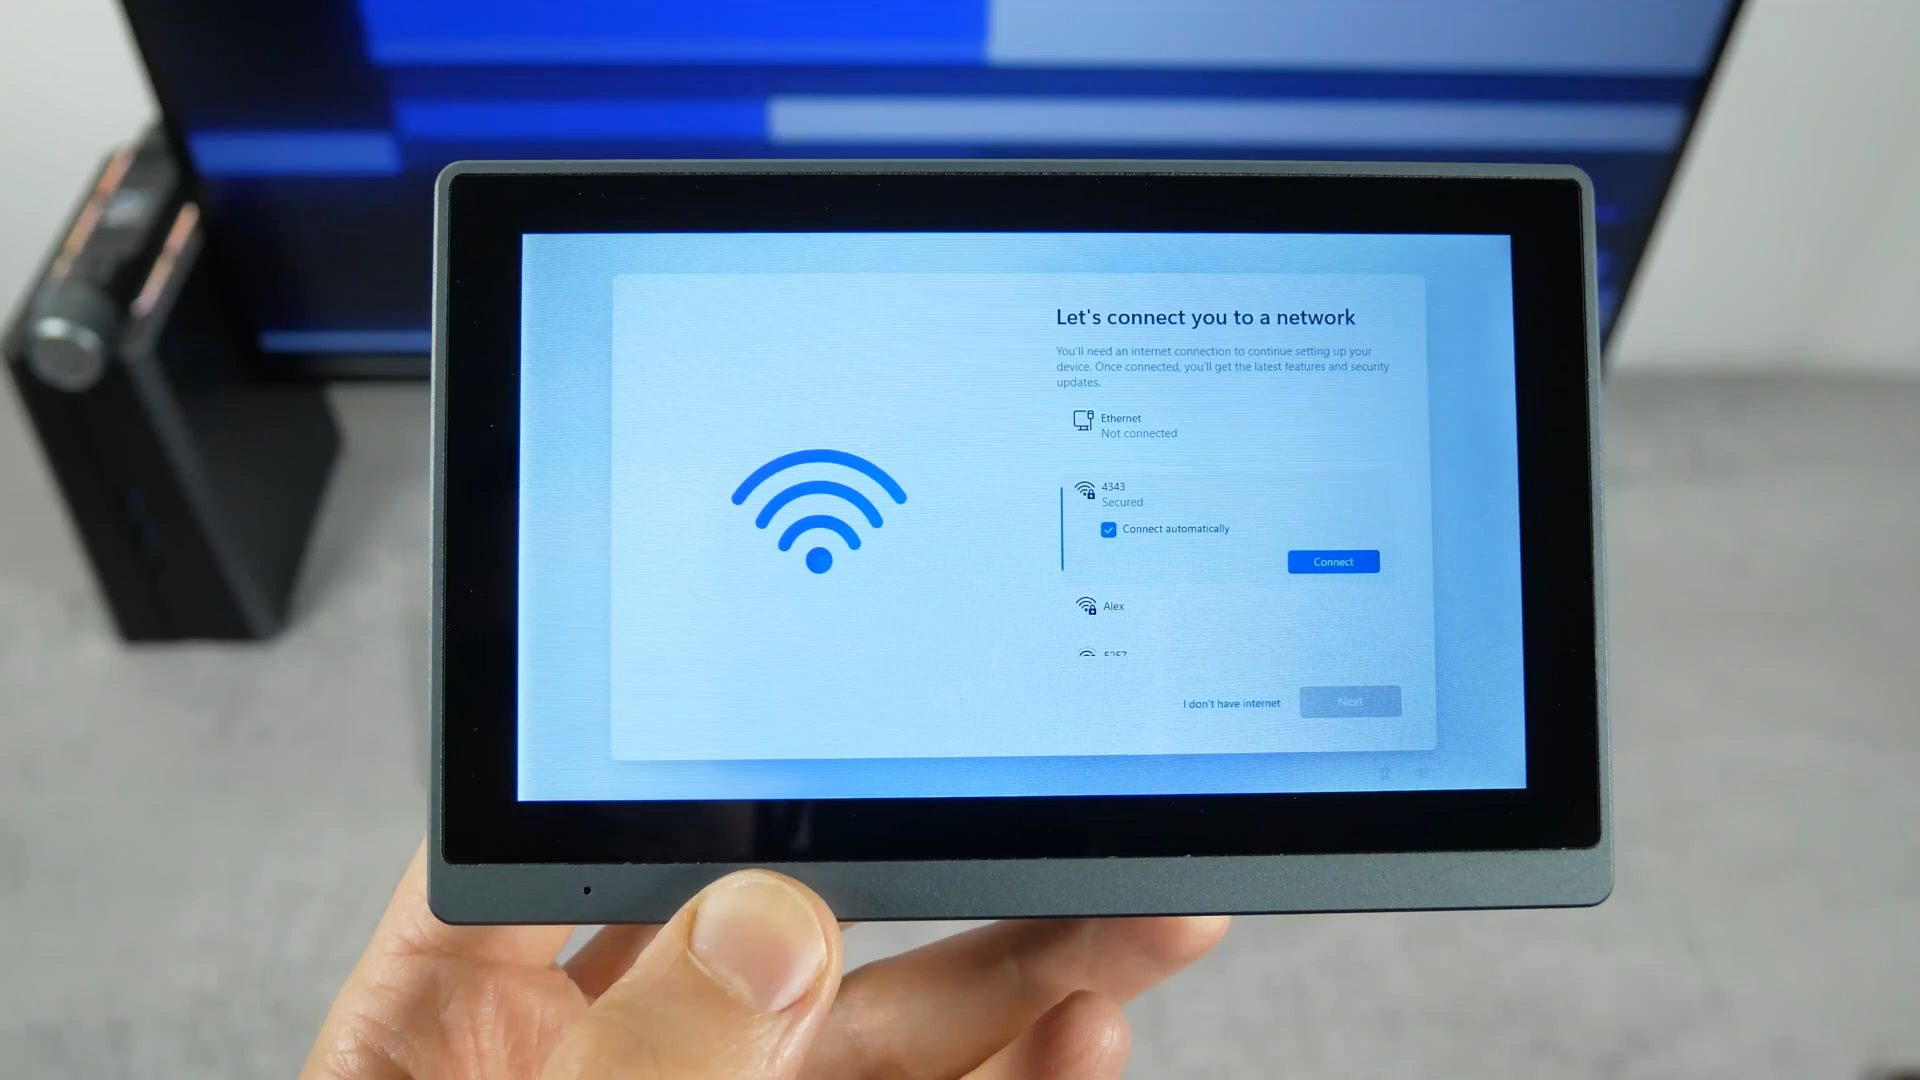 Let's connect you to a network
You'll need an internet connection to continue setting up your
device. Once connected, you'll get the latest features and security
updates.
Ethernet
Not connected
4343
Secured
Connect automatically
Connect
Alex
I don't have internet
Next